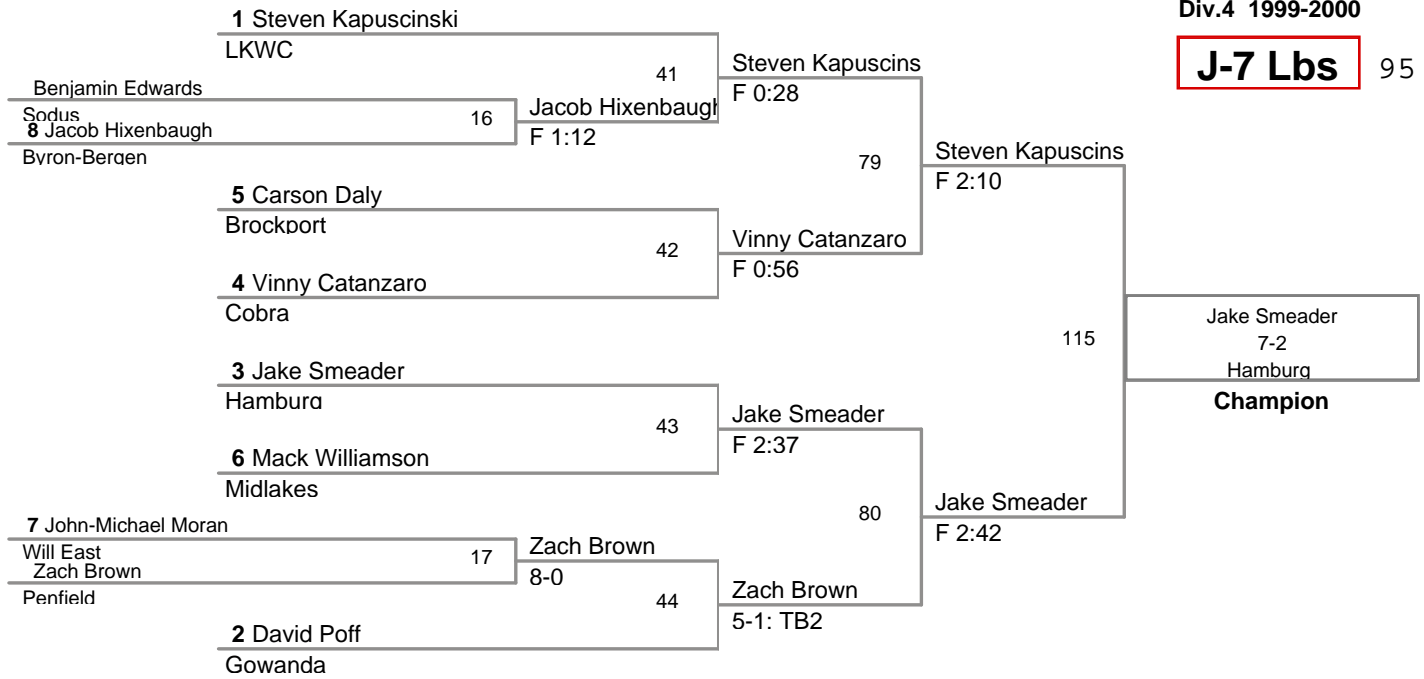 Div.4 1999-2000
J-7 Lbs 95
1 Steven Kapuscinski
LKWC
41
Steven Kapuscins
F 0:28
Benjamin Edwards
Sodus
16
8 Jacob Hixenbaugh
Byron-Bergen
Jacob Hixenbaugh
F 1:12
79
Steven Kapuscins
F 2:10
5 Carson Daly
Brockport
42
Vinny Catanzaro
F 0:56
4 Vinny Catanzaro
Cobra
115
Jake Smeader
7-2
Hamburg
Champion
3 Jake Smeader
Hamburg
43
Jake Smeader
F 2:37
6 Mack Williamson
Midlakes
80
Jake Smeader
F 2:42
7 John-Michael Moran
Will East
17
Zach Brown
Penfield
Zach Brown
8-0
44
Zach Brown
5-1: TB2
2 David Poff
Gowanda